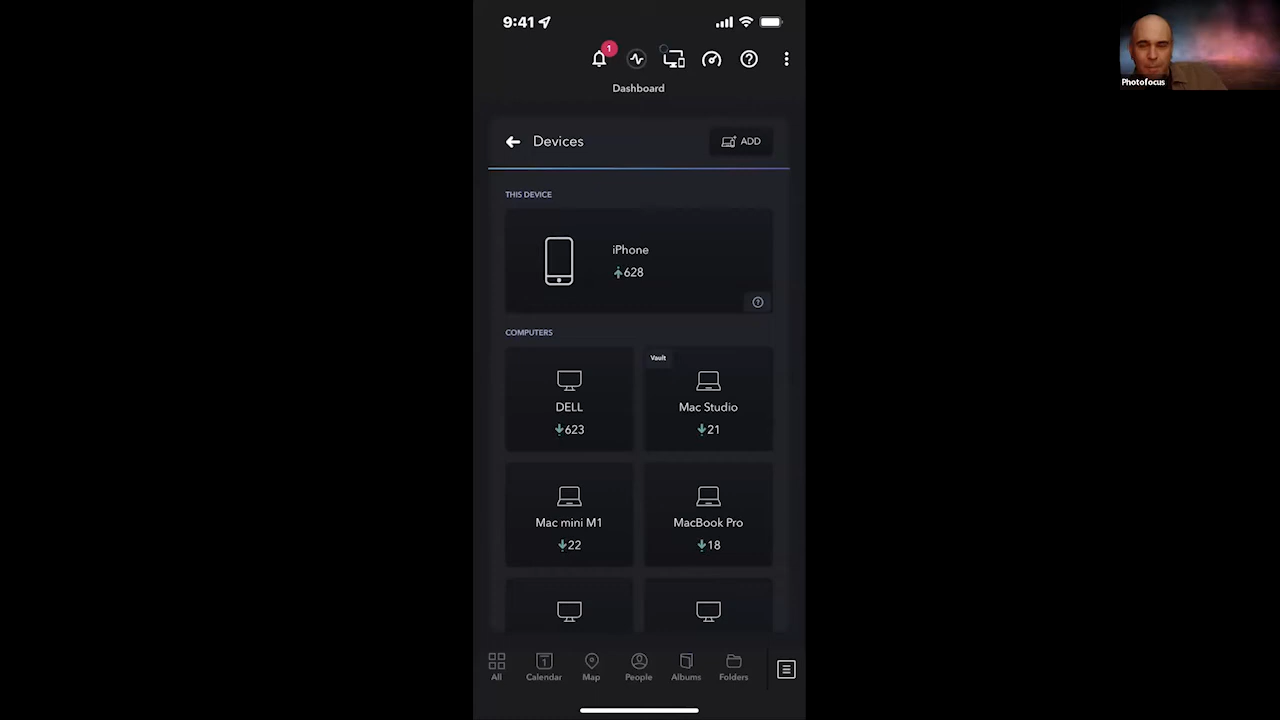 9:41
1
Dashboard
Devices
ADD
THIS DEVICE
iPhone
628
COMPUTERS
DELL
623
Vault
Mac Studio
21
Mac mini M1
22
MacBook Pro
18
1
All
Calendar
Map
People
Albums
Folders
Photofocus